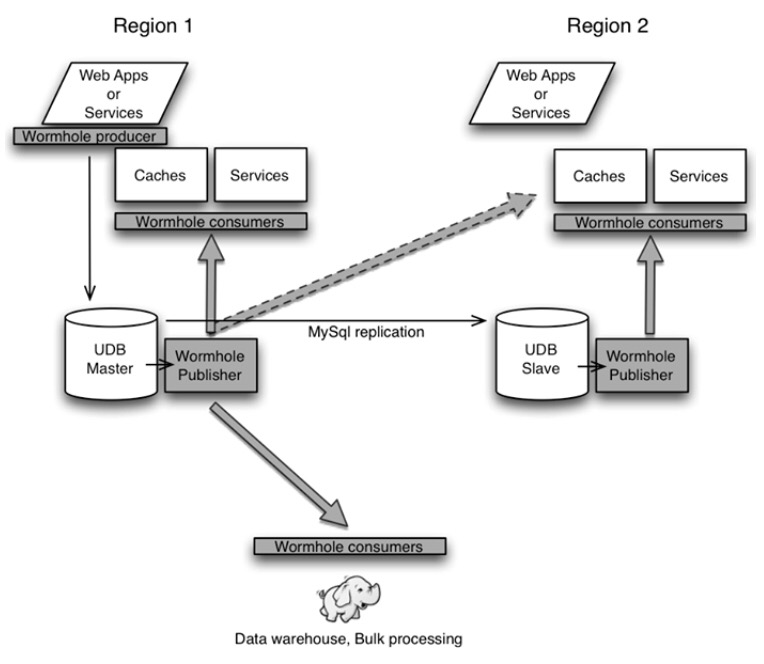 Region 1
Region 2
Web Apps
or
Services
Wormhole producer
Caches
Services
Wormhole consumers
Web Apps
or
Services
Caches
Services
Wormhole consumers
MySql replication
UDB
Master
Wormhole
Publisher
UDB
Slave
Wormhole
Publisher
Wormhole consumers
Data warehouse, Bulk processing